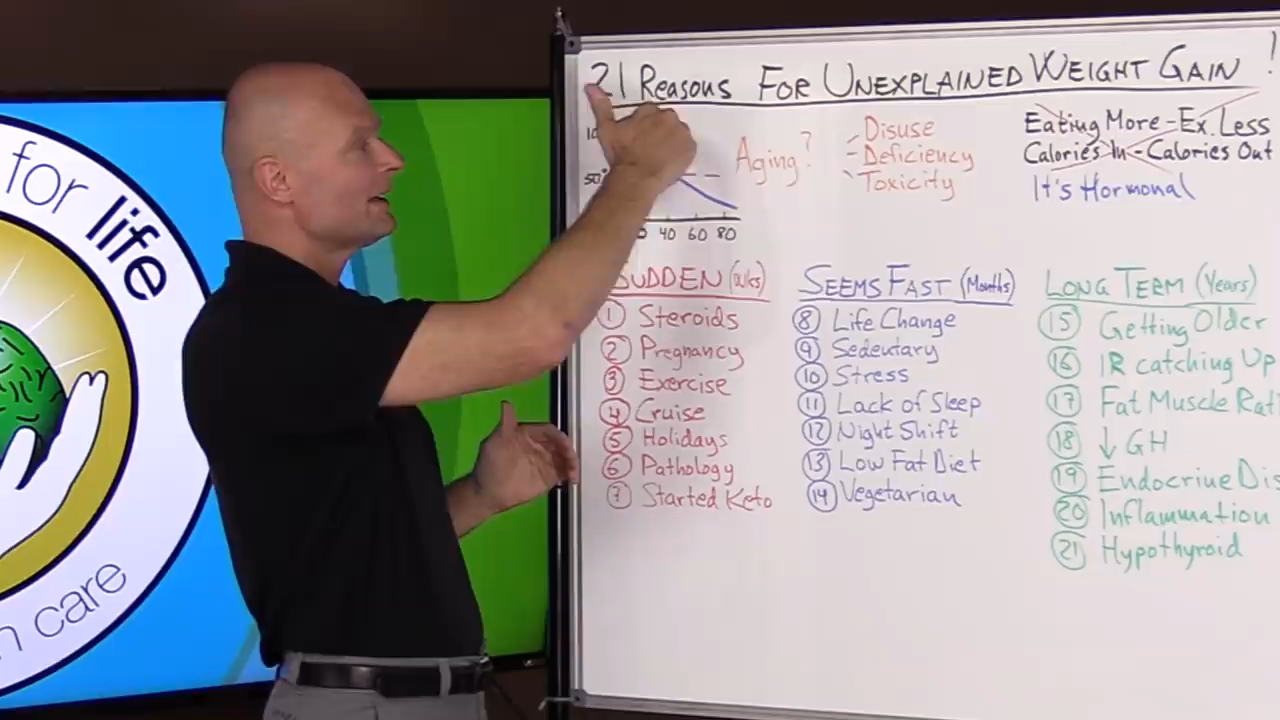 for life
n care
21 Reasons For Unexplained Weight Gain !
Aging?
Disuse
Deficiency
Toxicity
Eating More - Ex. Less
Calories In - Calories Out
It's Hormonal
40 60 80
Sudden (wks)
1 Steroids
2 Pregnancy
3 Exercise
4 Cruise
5 Holidays
6 Pathology
7 Started Keto
Seems Fast (Months)
8 Life Change
9 Sedentary
10 Stress
11 Lack of Sleep
12 Night Shift
13 Low Fat Diet
14 Vegetarian
Long Term (Years)
15 Getting Older
16 IR catching Up
17 Fat Muscle Rat
18 ↓ GH
19 Endocrine Dis
20 Inflammation
21 Hypothyroid